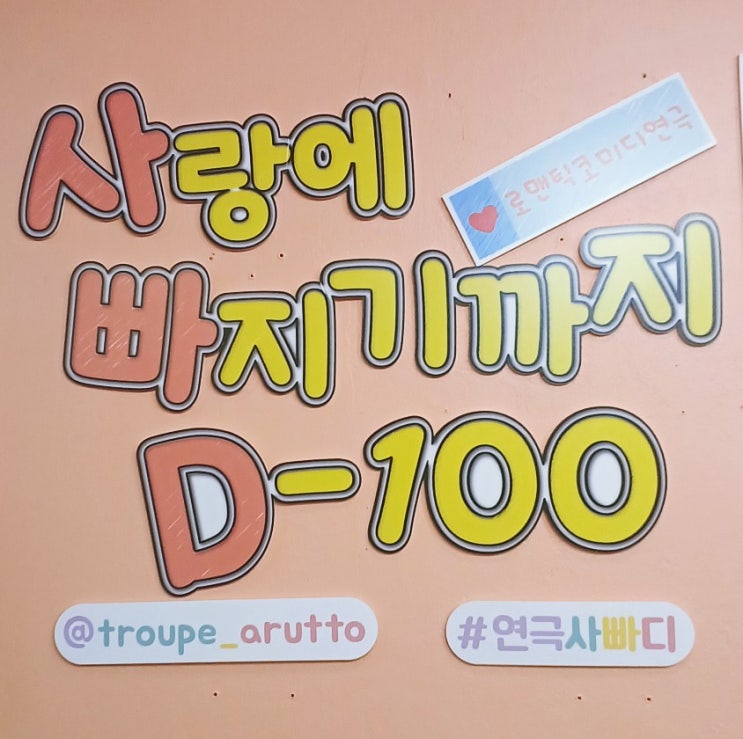 사랑에
로맨틱코미디연극
빠지기까지
D-100
@troupe_arutto
#연극사빠디